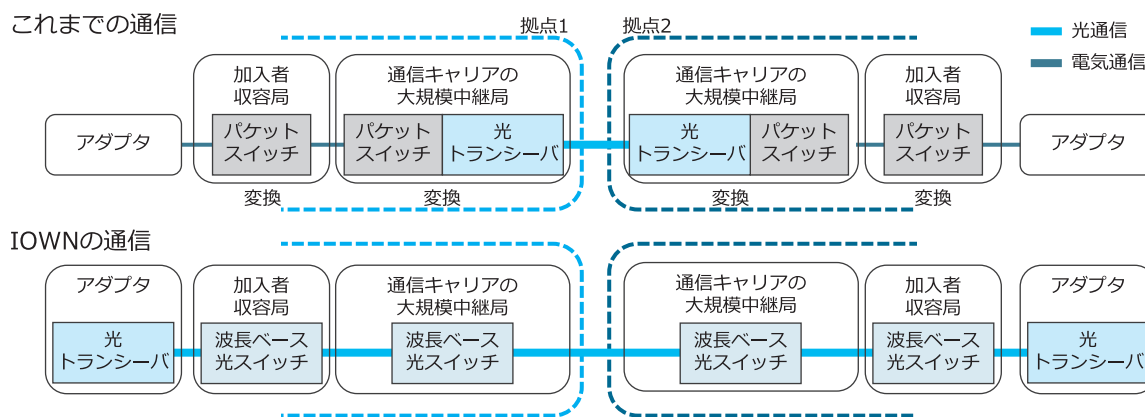 これまでの通信
拠点1
拠点2
光通信
電気通信
アダプタ
加入者
収容局
パケット
スイッチ
変換
通信キャリアの
大規模中継局
パケット
スイッチ
光
トランシーバ
変換
通信キャリアの
大規模中継局
光
トランシーバ
パケット
スイッチ
変換
加入者
収容局
パケット
スイッチ
変換
アダプタ
IOWNの通信
アダプタ
光
トランシーバ
加入者
収容局
波長ベース
光スイッチ
通信キャリアの
大規模中継局
波長ベース
光スイッチ
通信キャリアの
大規模中継局
波長ベース
光スイッチ
加入者
収容局
波長ベース
光スイッチ
アダプタ
光
トランシーバ